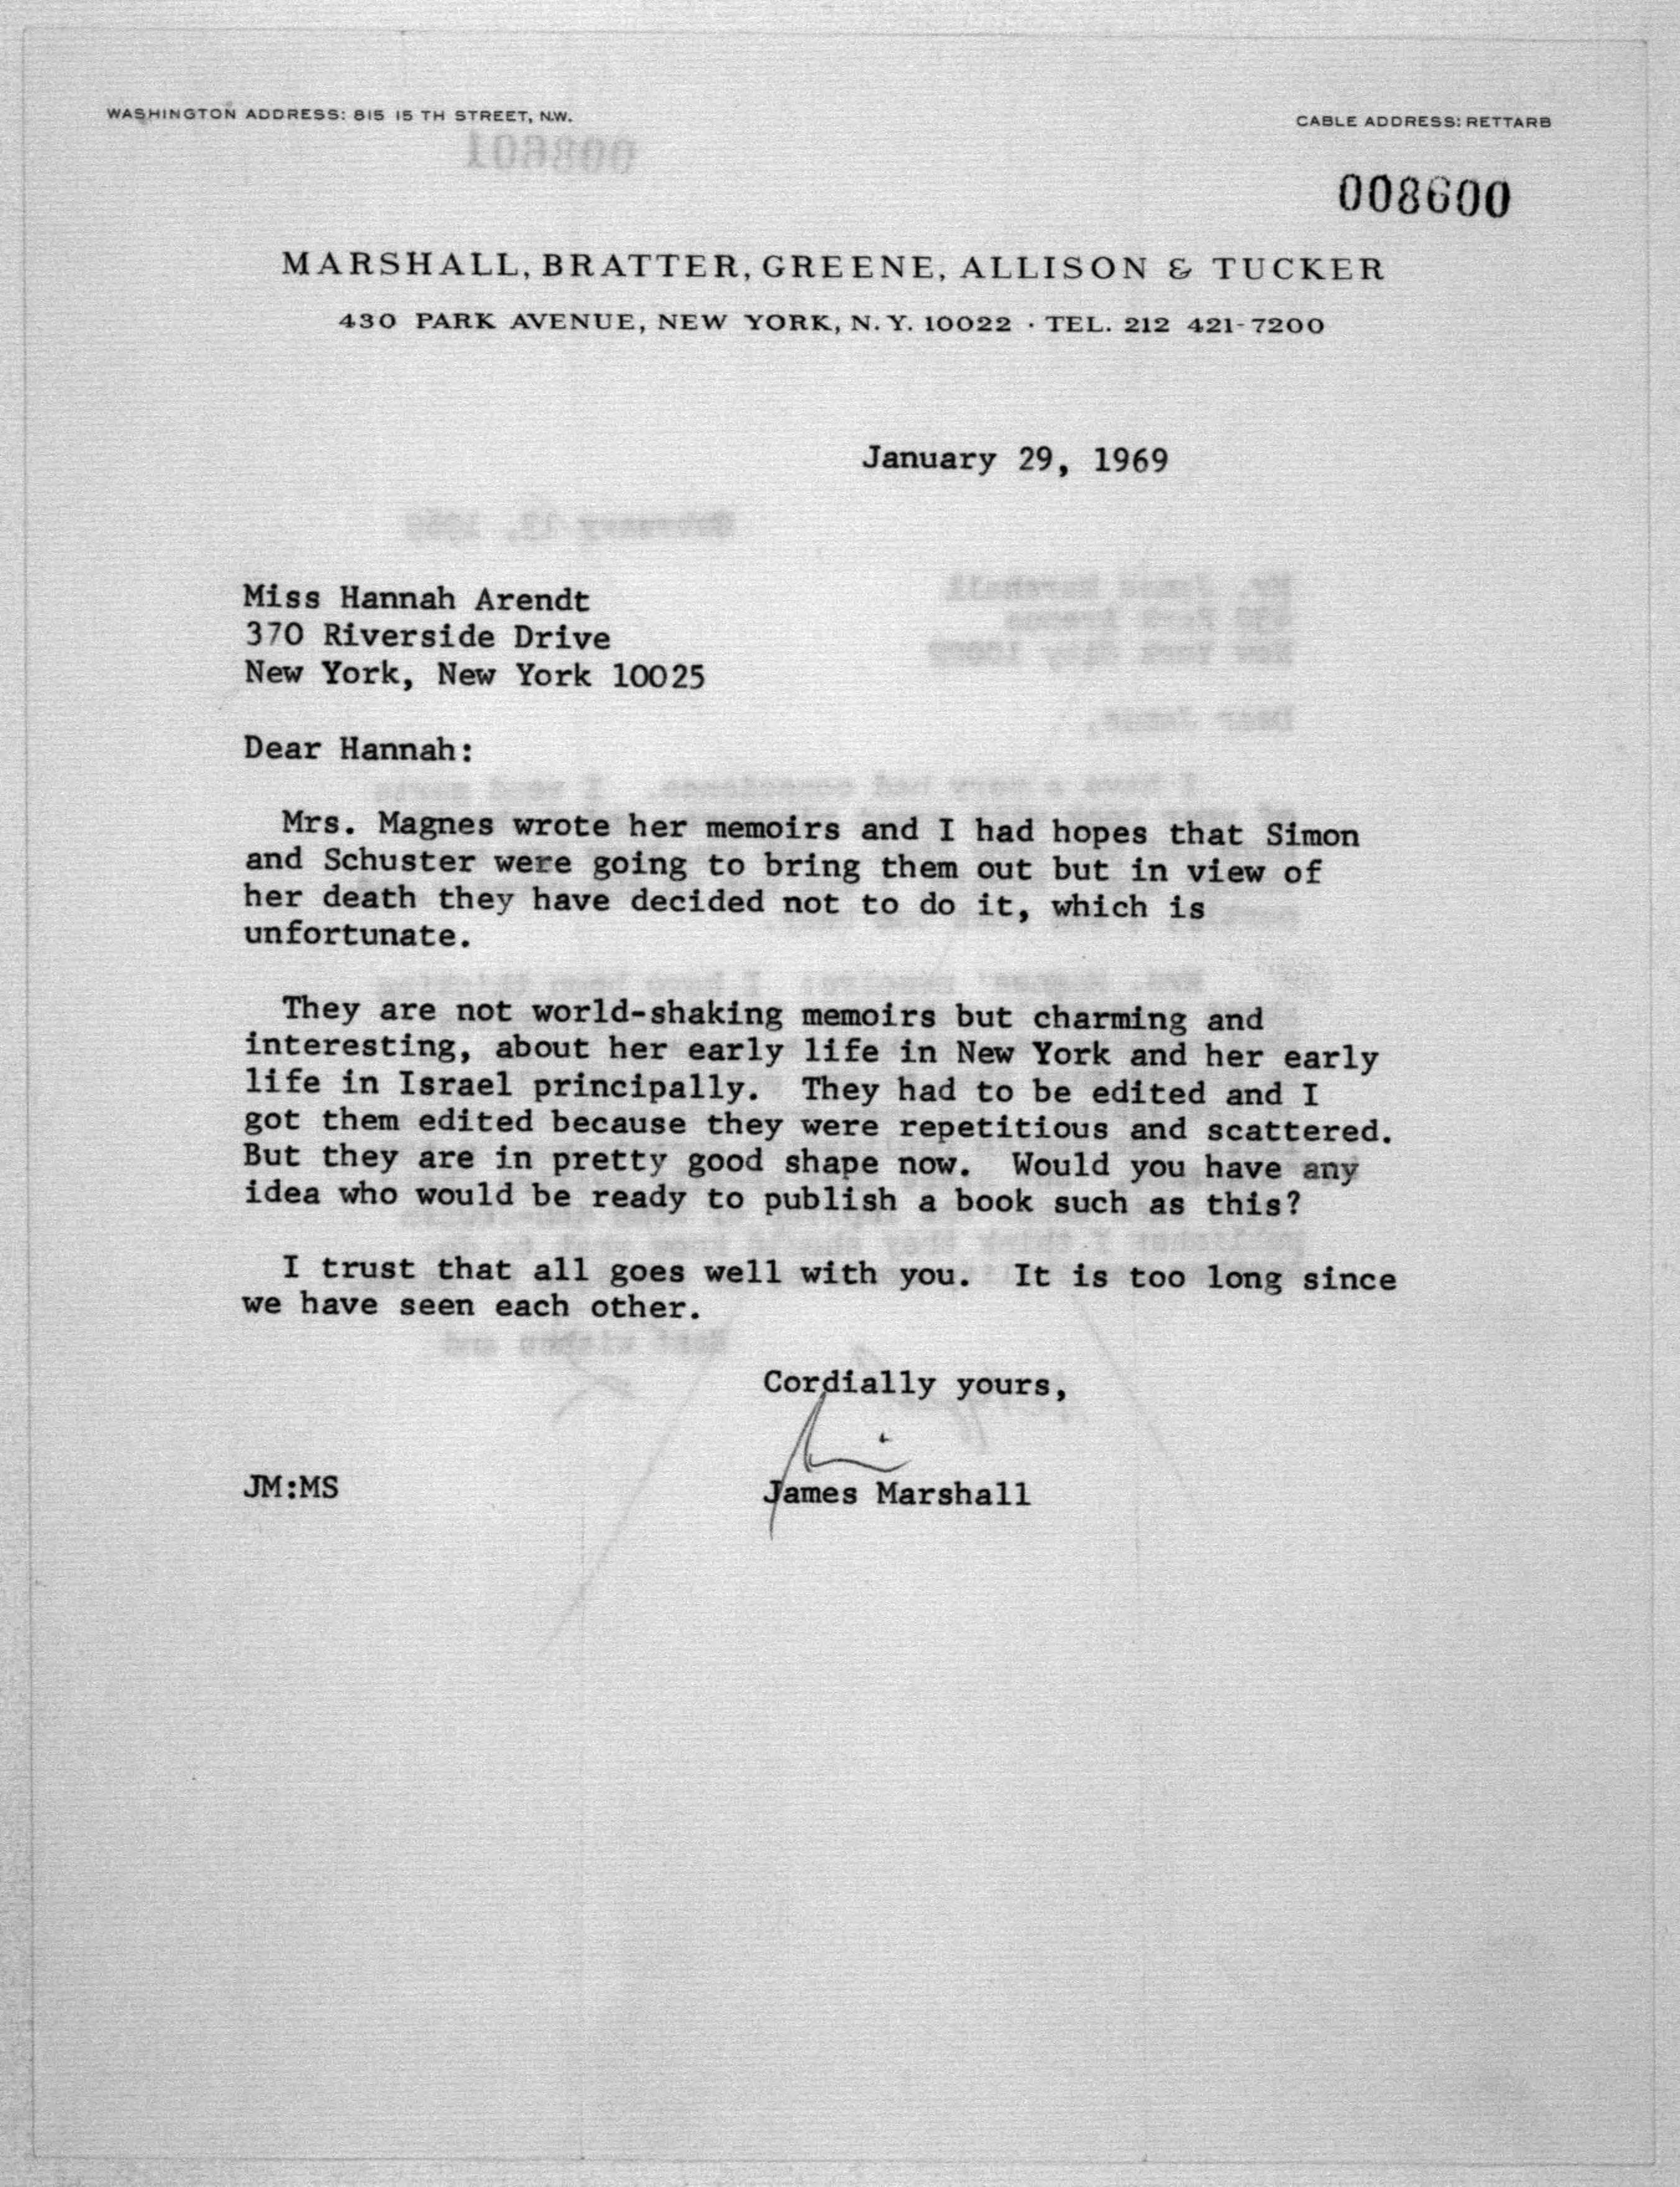 WASHINGTON ADDRESS: 815 15 TH STREET, N.W.
CABLE ADDRESS: RETTARB
008600
MARSHALL, BRATTER, GREENE, ALLISON & TUCKER
430 PARK AVENUE, NEW YORK, N.Y. 10022 · TEL. 212 421-7200
January 29, 1969
Miss Hannah Arendt
370 Riverside Drive
New York, New York 10025
Dear Hannah:
Mrs. Magnes wrote her memoirs and I had hopes that Simon
and Schuster were going to bring them out but in view of
her death they have decided not to do it, which is
unfortunate.
They are not world-shaking memoirs but charming and
interesting, about her early life in New York and her early
life in Israel principally. They had to be edited and I
got them edited because they were repetitious and scattered.
But they are in pretty good shape now. Would you have any
idea who would be ready to publish a book such as this?
I trust that all goes well with you. It is too long since
we have seen each other.
Cordially yours,
JM:MS
James Marshall